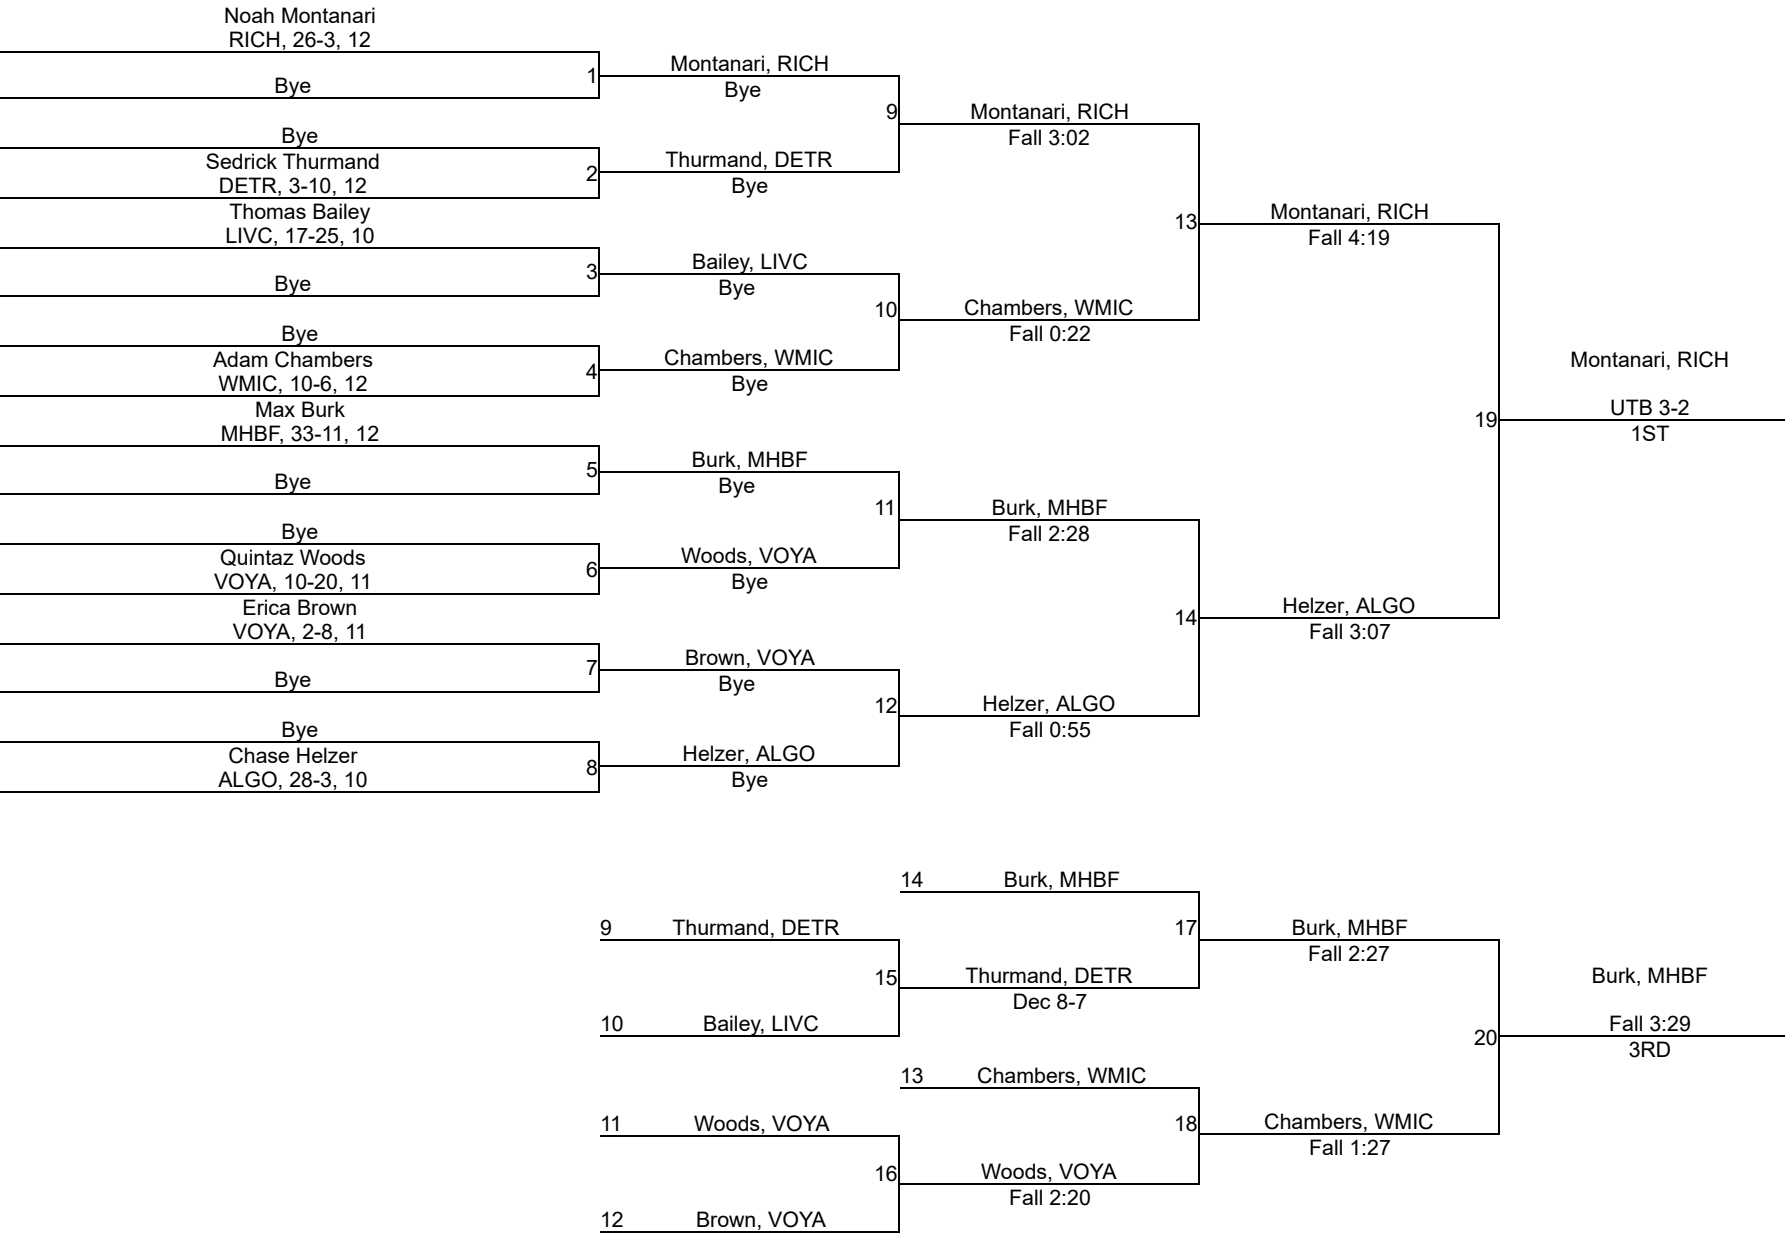 Noah Montanari
RICH, 26-3, 12
Bye
1
Bye
Sedrick Thurmand
DETR, 3-10, 12
2
Thomas Bailey
LIVC, 17-25, 10
Bye
3
Bye
Adam Chambers
WMIC, 10-6, 12
4
Max Burk
MHBF, 33-11, 12
Bye
5
Bye
Quintaz Woods
VOYA, 10-20, 11
6
Erica Brown
VOYA, 2-8, 11
Bye
7
Bye
Chase Helzer
ALGO, 28-3, 10
8
Montanari, RICH
Bye
9
Thurmand, DETR
Bye
Bailey, LIVC
Bye
10
Chambers, WMIC
Bye
Burk, MHBF
Bye
11
Woods, VOYA
Bye
Brown, VOYA
Bye
12
Helzer, ALGO
Bye
Montanari, RICH
Fall 3:02
13
Chambers, WMIC
Fall 0:22
Burk, MHBF
Fall 2:28
14
Helzer, ALGO
Fall 0:55
Montanari, RICH
Fall 4:19
19
Helzer, ALGO
Fall 3:07
Montanari, RICH
UTB 3-2
1ST
14 Burk, MHBF
9 Thurmand, DETR
17
15
Thurmand, DETR
Dec 8-7
10 Bailey, LIVC
13 Chambers, WMIC
11 Woods, VOYA
18
16
Woods, VOYA
Fall 2:20
12 Brown, VOYA
Burk, MHBF
Fall 2:27
20
Chambers, WMIC
Fall 1:27
Burk, MHBF
Fall 3:29
3RD